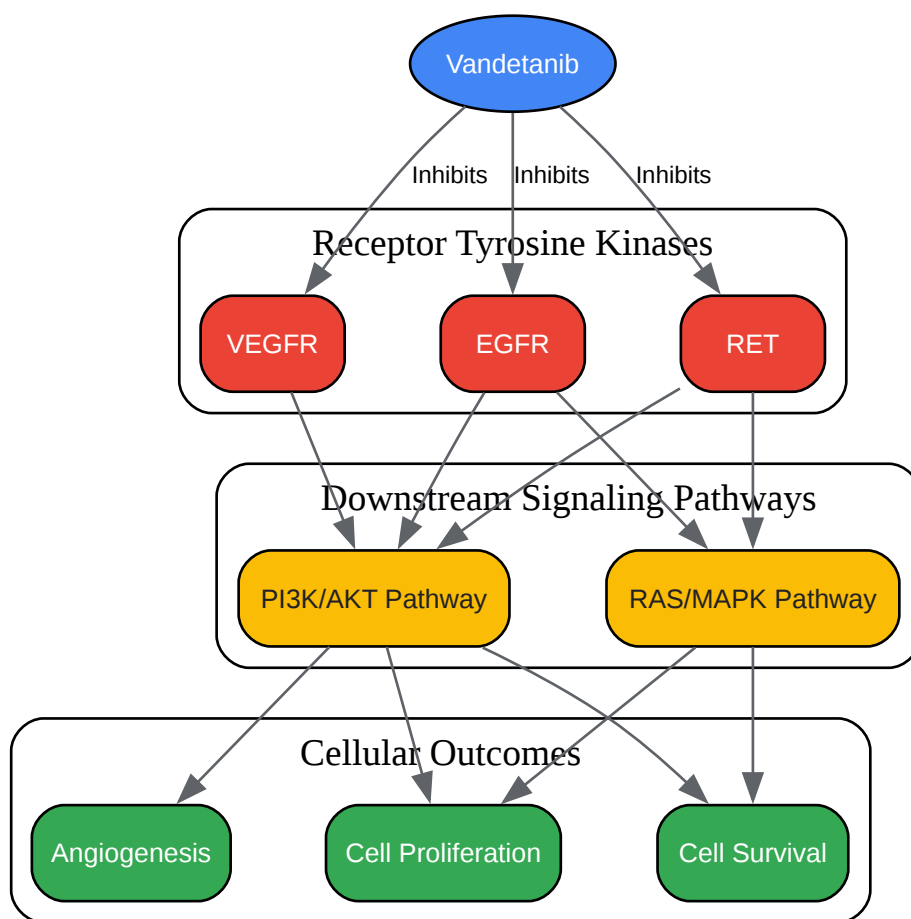 Vandetanib
Inhibits
Inhibits
Inhibits
Receptor Tyrosine Kinases
VEGFR
EGFR
RET
Downstream Signaling Pathways
PI3K/AKT Pathway
RAS/MAPK Pathway
Cellular Outcomes
Angiogenesis
Cell Proliferation
Cell Survival